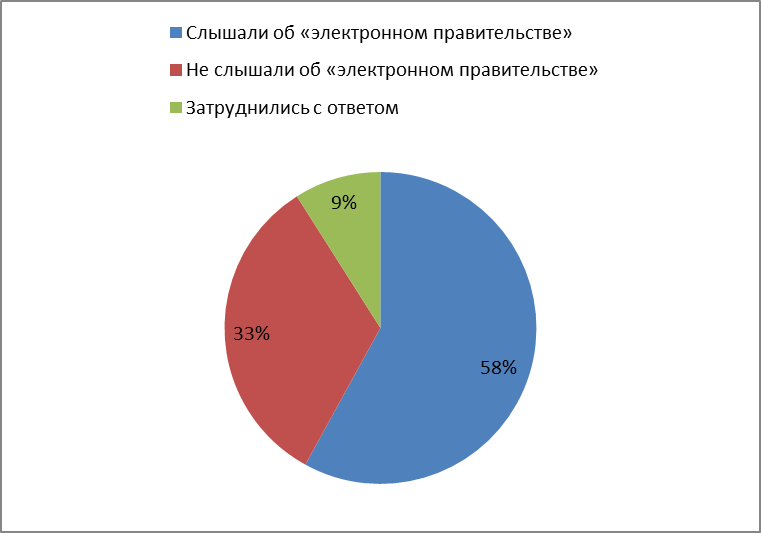 Слышали об «электронном правительстве»
Не слышали об «электронном правительстве»
Затруднились с ответом
9%
33%
58%